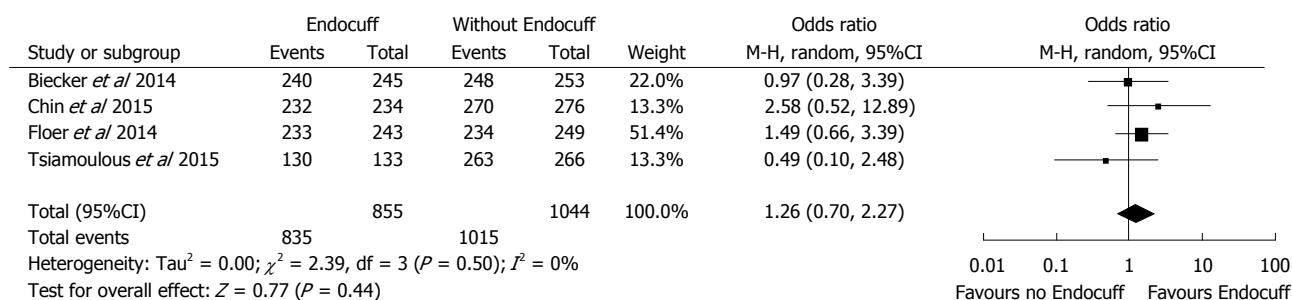 Endocuff Without Endocuff Odds ratio Odds ratio
Study or subgroup Events Total Events Total Weight M-H, random, 95%CI M-H, random, 95%CI
Biecker et al 2014 240 245 248 253 22.0% 0.97 (0.28, 3.39)
Chin et al 2015 232 234 270 276 13.3% 2.58 (0.52, 12.89)
Floer et al 2014 233 243 234 249 51.4% 1.49 (0.66, 3.39)
Tsiamoulous et al 2015 130 133 263 266 13.3% 0.49 (0.10, 2.48)
Total (95%CI) 855 1044 100.0% 1.26 (0.70, 2.27)
Total events 835 1015
Heterogeneity: Tau² = 0.00; χ² = 2.39, df = 3 (P = 0.50); I² = 0%
Test for overall effect: Z = 0.77 (P = 0.44)
0.01 0.1 1 10 100
Favours no Endocuff Favours Endocuff